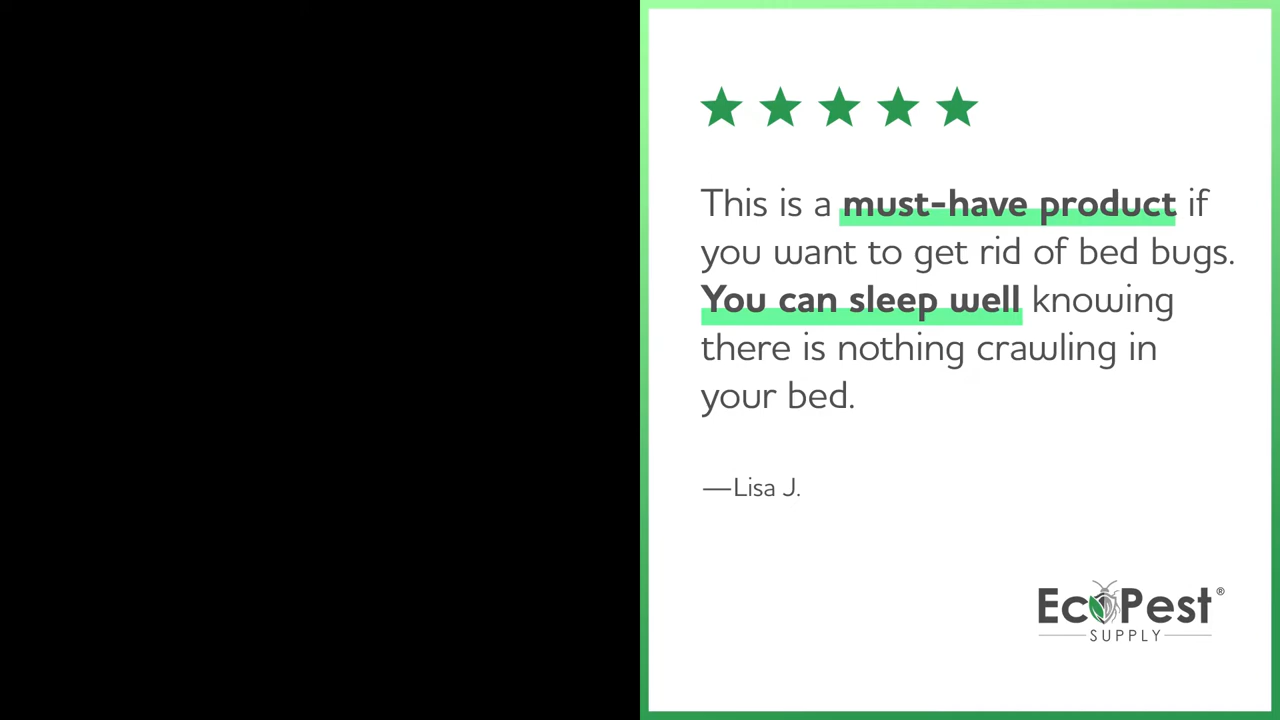 This is a must-have product if
you want to get rid of bed bugs.
You can sleep well knowing
there is nothing crawling in
your bed.
—Lisa J.
EcoPest®
SUPPLY